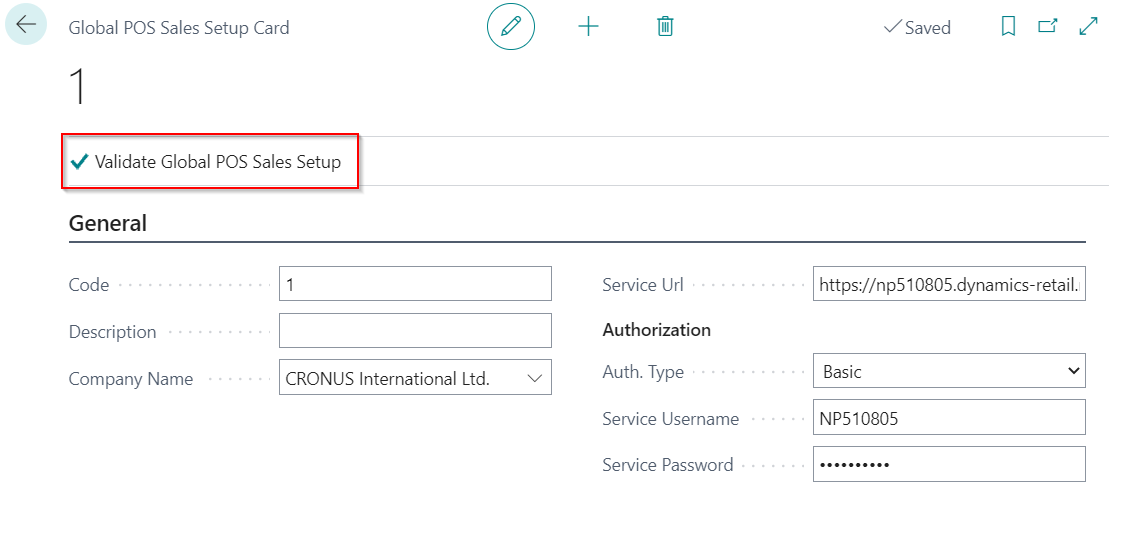 Global POS Sales Setup Card
Saved
1
Validate Global POS Sales Setup
General
Code 1
Description
Company Name CRONUS International Ltd.
Service Url https://np510805.dynamics-retail.
Authorization
Auth. Type Basic
Service Username NP510805
Service Password ••••••••••